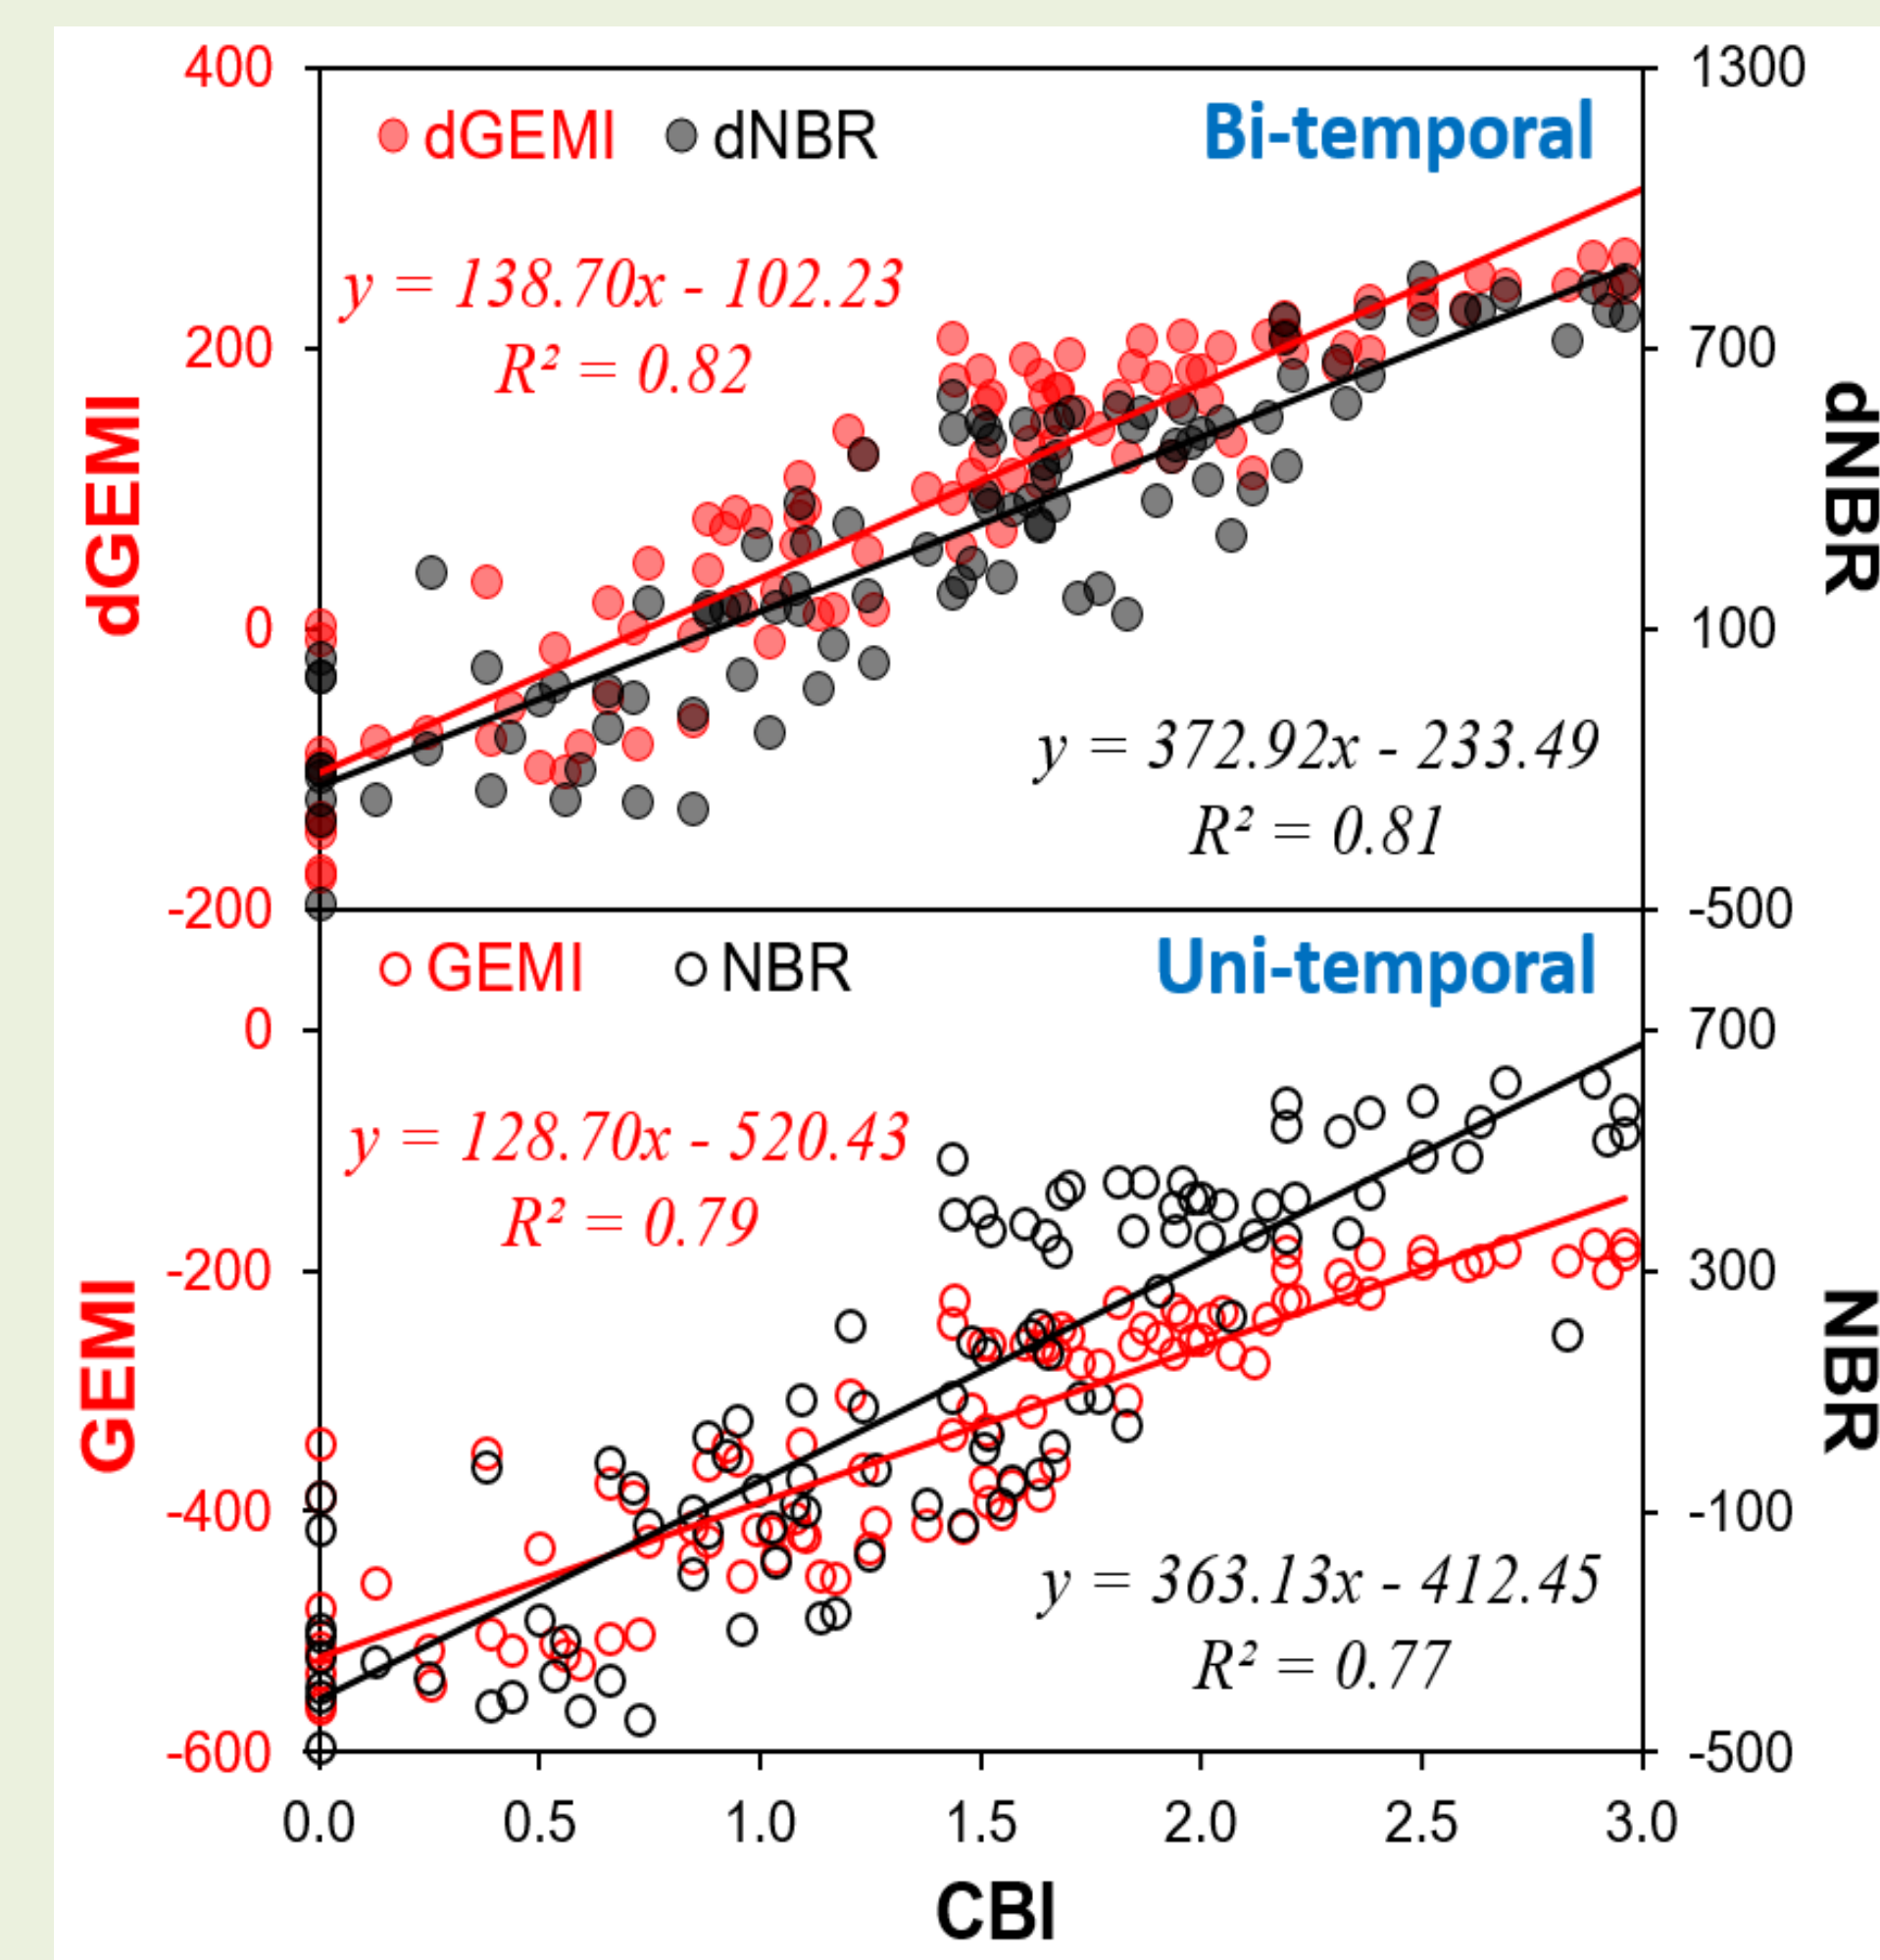 400
1300
dGEMI
dNBR
Bi-temporal
y = 138.70x - 102.23
R² = 0.82
200
700
dGEMI
dNBR
0
100
y = 372.92x - 233.49
R² = 0.81
-200
-500
GEMI
NBR
Uni-temporal
0
700
y = 128.70x - 520.43
R² = 0.79
-200
300
GEMI
NBR
-400
-100
y = 363.13x - 412.45
R² = 0.77
-600
-500
0.0 0.5 1.0 1.5 2.0 2.5 3.0
CBI